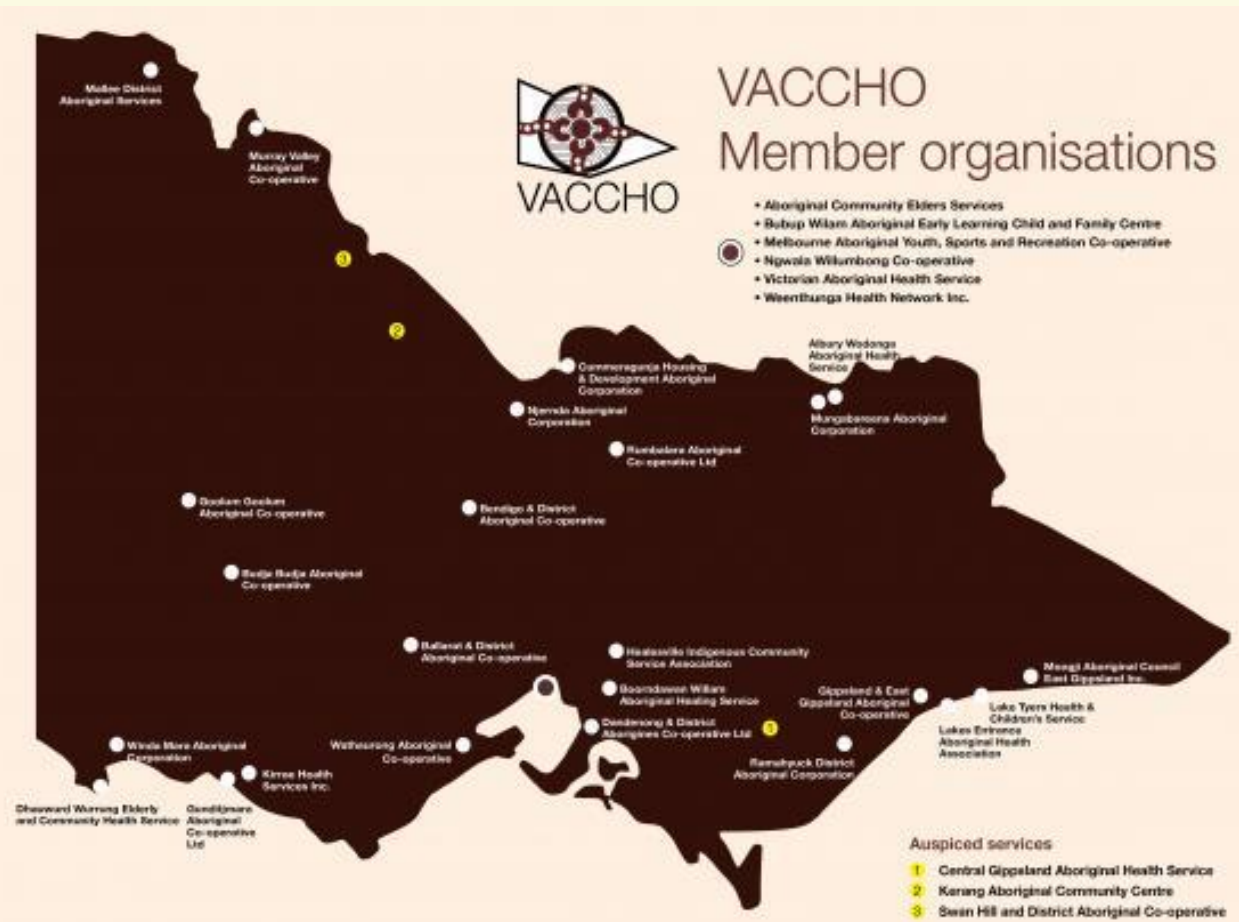 VACCHO
VACCHO
Member organisations
• Aboriginal Community Elders Services
• Bubup Wilam Aboriginal Early Learning Child and Family Centre
• Melbourne Aboriginal Youth, Sports and Recreation Co-operative
• Ngwala Willumbong Co-operative
• Victorian Aboriginal Health Service
• Weenthunga Health Network Inc.
Mallee District
Aboriginal Services
Murray Valley
Aboriginal
Co-operative
3
2
Cummeragunja Housing
& Development Aboriginal
Corporation
Albury Wodonga
Aboriginal Health
Service
Njernda Aboriginal
Corporation
Mungabareena Aboriginal
Corporation
Rumbalara Aboriginal
Co-operative Ltd
Goolum Goolum
Aboriginal Co-operative
Bendigo & District
Aboriginal Co-operative
Budja Budja Aboriginal
Co-operative
Ballarat & District
Aboriginal Co-operative
Healesville Indigenous Community
Service Association
Boorndawan Willam
Aboriginal Healing Service
Gippsland & East
Gippsland Aboriginal
Co-operative
Moogji Aboriginal Council
East Gippsland Inc.
Lake Tyers Health &
Children's Service
Lakes Entrance
Aboriginal Health
Association
Dandenong & District
Aborigines Co-operative Ltd
1
Ramahyuck District
Aboriginal Corporation
Wathaurong Aboriginal
Co-operative
Winda Mara Aboriginal
Corporation
Kirrae Health
Services Inc.
Dhauwurd Wurrung Elderly
and Community Health Service
Gunditjmara
Aboriginal
Co-operative
Ltd
Auspiced services
1 Central Gippsland Aboriginal Health Service
2 Kerang Aboriginal Community Centre
3 Swan Hill and District Aboriginal Co-operative